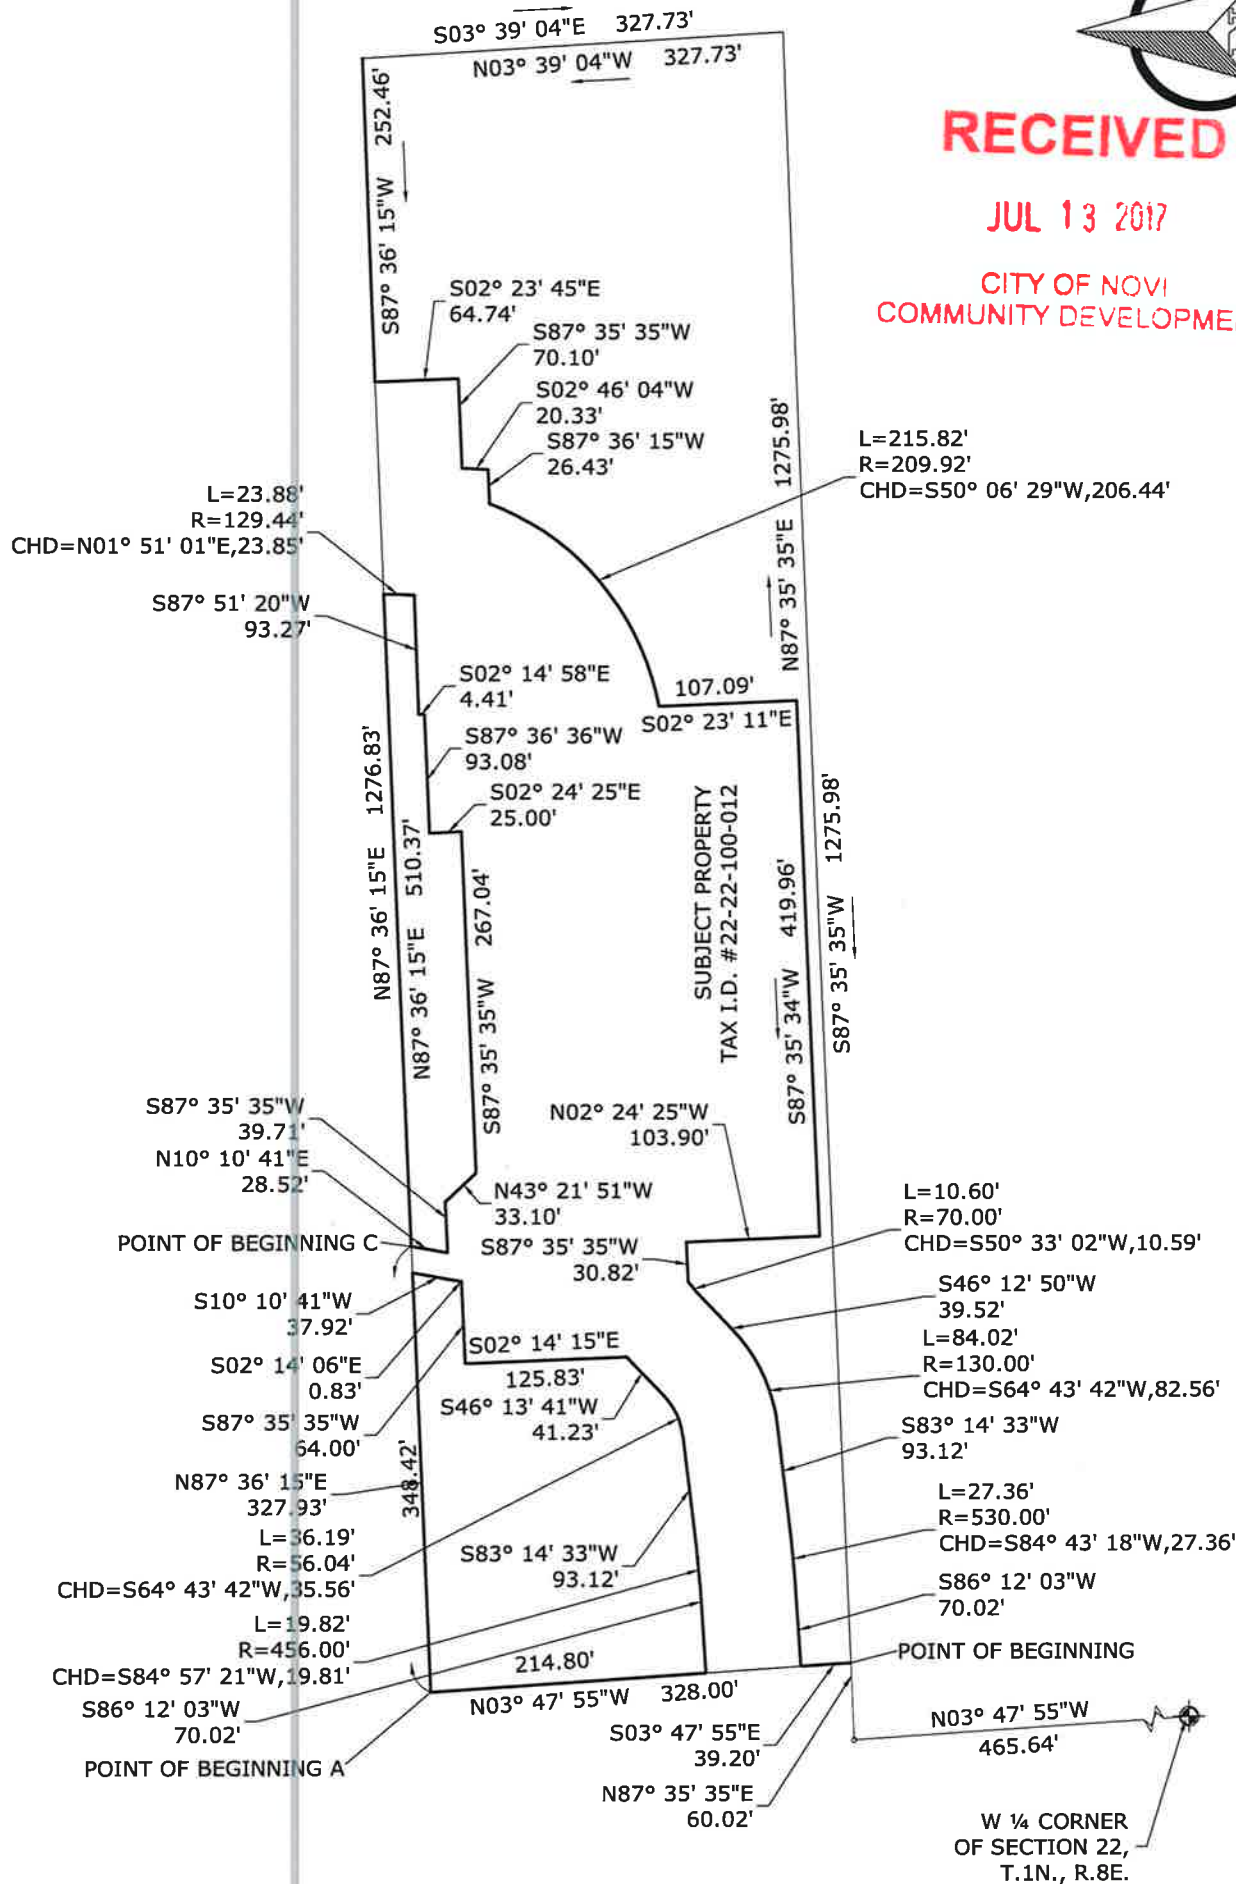 S03° 39' 04"E 327.73'
N03° 39' 04"W 327.73'
RECEIVED
JUL 13 2017
CITY OF NOVI
COMMUNITY DEVELOPME
S87° 36' 15"W 252.46'
S02° 23' 45"E
64.74'
S87° 35' 35"W
70.10'
S02° 46' 04"W
20.33'
S87° 36' 15"W
26.43'
L=215.82'
R=209.92'
CHD=S50° 06' 29"W,206.44'
N87° 35' 35"E 1275.98'
L=23.88'
R=129.44'
CHD=N01° 51' 01"E,23.85'
S87° 51' 20"W
93.27'
S02° 14' 58"E
4.41'
107.09'
S02° 23' 11"E
S87° 36' 36"W
93.08'
S02° 24' 25"E
25.00'
N87° 36' 15"E 1276.83'
N87° 36' 15"E 510.37'
S87° 35' 35"W 267.04'
SUBJECT PROPERTY
TAX I.D. #22-22-100-012
S87° 35' 34"W 419.96'
S87° 35' 35"W 1275.98'
S87° 35' 35"W
39.71'
N10° 10' 41"E
28.52'
N02° 24' 25"W
103.90'
N43° 21' 51"W
33.10'
POINT OF BEGINNING C
S87° 35' 35"W
30.82'
L=10.60'
R=70.00'
CHD=S50° 33' 02"W,10.59'
S10° 10' 41"W
37.92'
S46° 12' 50"W
39.52'
S02° 14' 06"E
0.83'
S02° 14' 15"E
125.83'
L=84.02'
R=130.00'
CHD=S64° 43' 42"W,82.56'
S46° 13' 41"W
41.23'
S87° 35' 35"W
64.00'
S83° 14' 33"W
93.12'
N87° 36' 15"E
327.93'
348.42'
L=27.36'
R=530.00'
CHD=S84° 43' 18"W,27.36'
L=36.19'
R=56.04'
CHD=S64° 43' 42"W,35.56'
S83° 14' 33"W
93.12'
S86° 12' 03"W
70.02'
L=19.82'
R=456.00'
CHD=S84° 57' 21"W,19.81'
POINT OF BEGINNING
214.80'
N03° 47' 55"W 328.00'
S86° 12' 03"W
70.02'
S03° 47' 55"E
39.20'
N03° 47' 55"W
465.64'
POINT OF BEGINNING A
N87° 35' 35"E
60.02'
W ¼ CORNER
OF SECTION 22,
T.1N., R.8E.